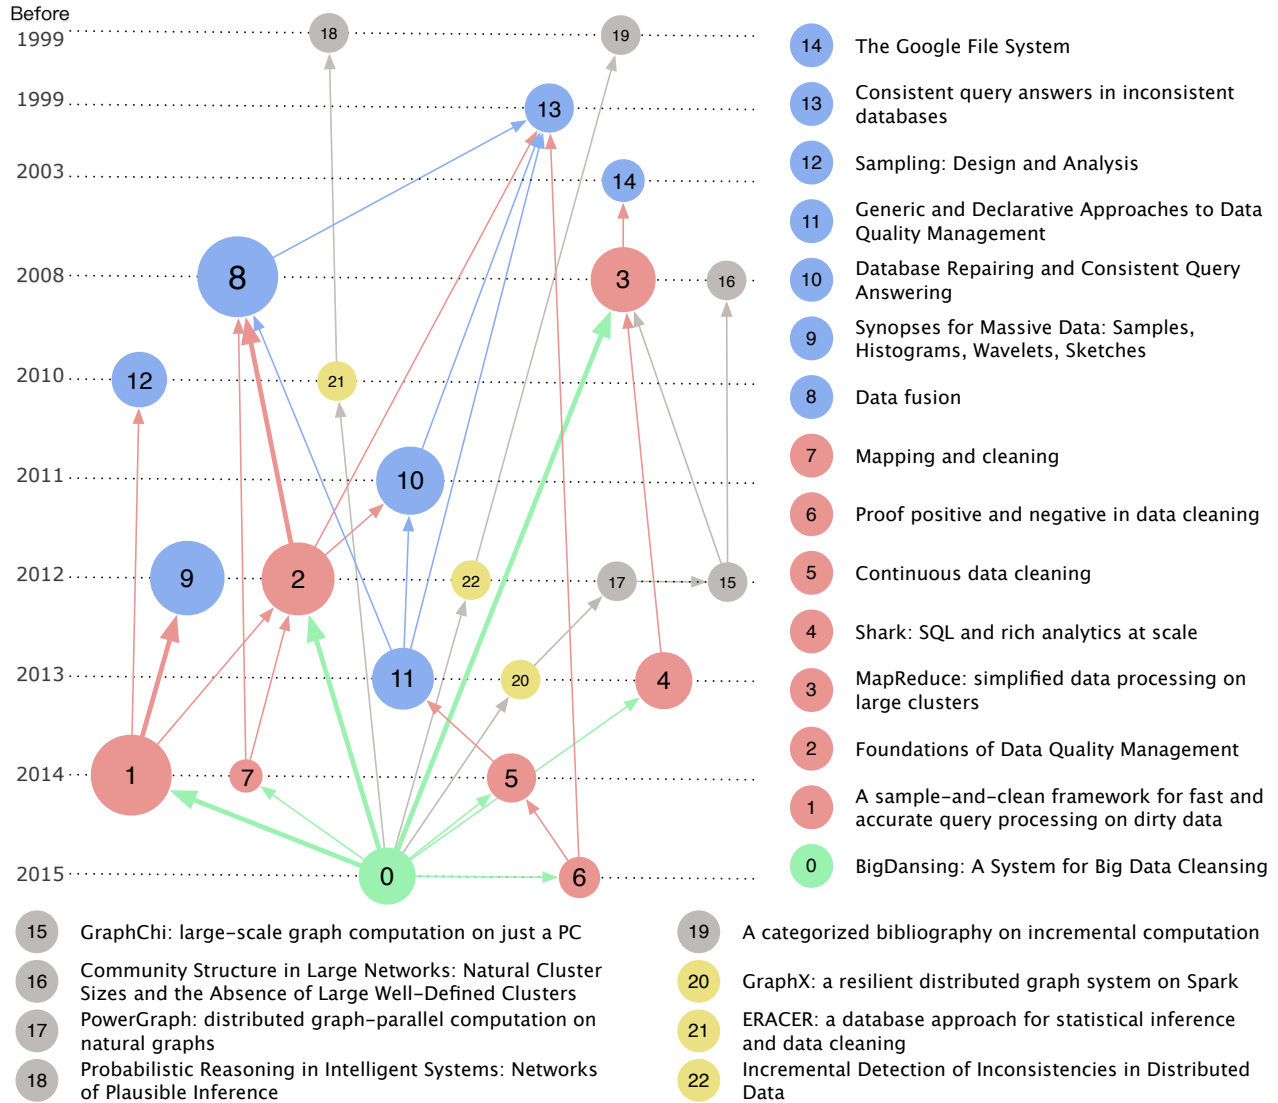 Before
1999
18
19
1999
13
2003
14
2008
8
3
16
2010
12
21
2011
10
2012
9
2
22
17
15
2013
11
20
4
2014
1
7
5
2015
0
6
14 The Google File System
13 Consistent query answers in inconsistent
databases
12 Sampling: Design and Analysis
11 Generic and Declarative Approaches to Data
Quality Management
10 Database Repairing and Consistent Query
Answering
9 Synopses for Massive Data: Samples,
Histograms, Wavelets, Sketches
8 Data fusion
7 Mapping and cleaning
6 Proof positive and negative in data cleaning
5 Continuous data cleaning
4 Shark: SQL and rich analytics at scale
3 MapReduce: simplified data processing on
large clusters
2 Foundations of Data Quality Management
1 A sample-and-clean framework for fast and
accurate query processing on dirty data
0 BigDansing: A System for Big Data Cleansing
15 GraphChi: large-scale graph computation on just a PC
16 Community Structure in Large Networks: Natural Cluster
Sizes and the Absence of Large Well-Defined Clusters
17 PowerGraph: distributed graph-parallel computation on
natural graphs
18 Probabilistic Reasoning in Intelligent Systems: Networks
of Plausible Inference
19 A categorized bibliography on incremental computation
20 GraphX: a resilient distributed graph system on Spark
21 ERACER: a database approach for statistical inference
and data cleaning
22 Incremental Detection of Inconsistencies in Distributed
Data